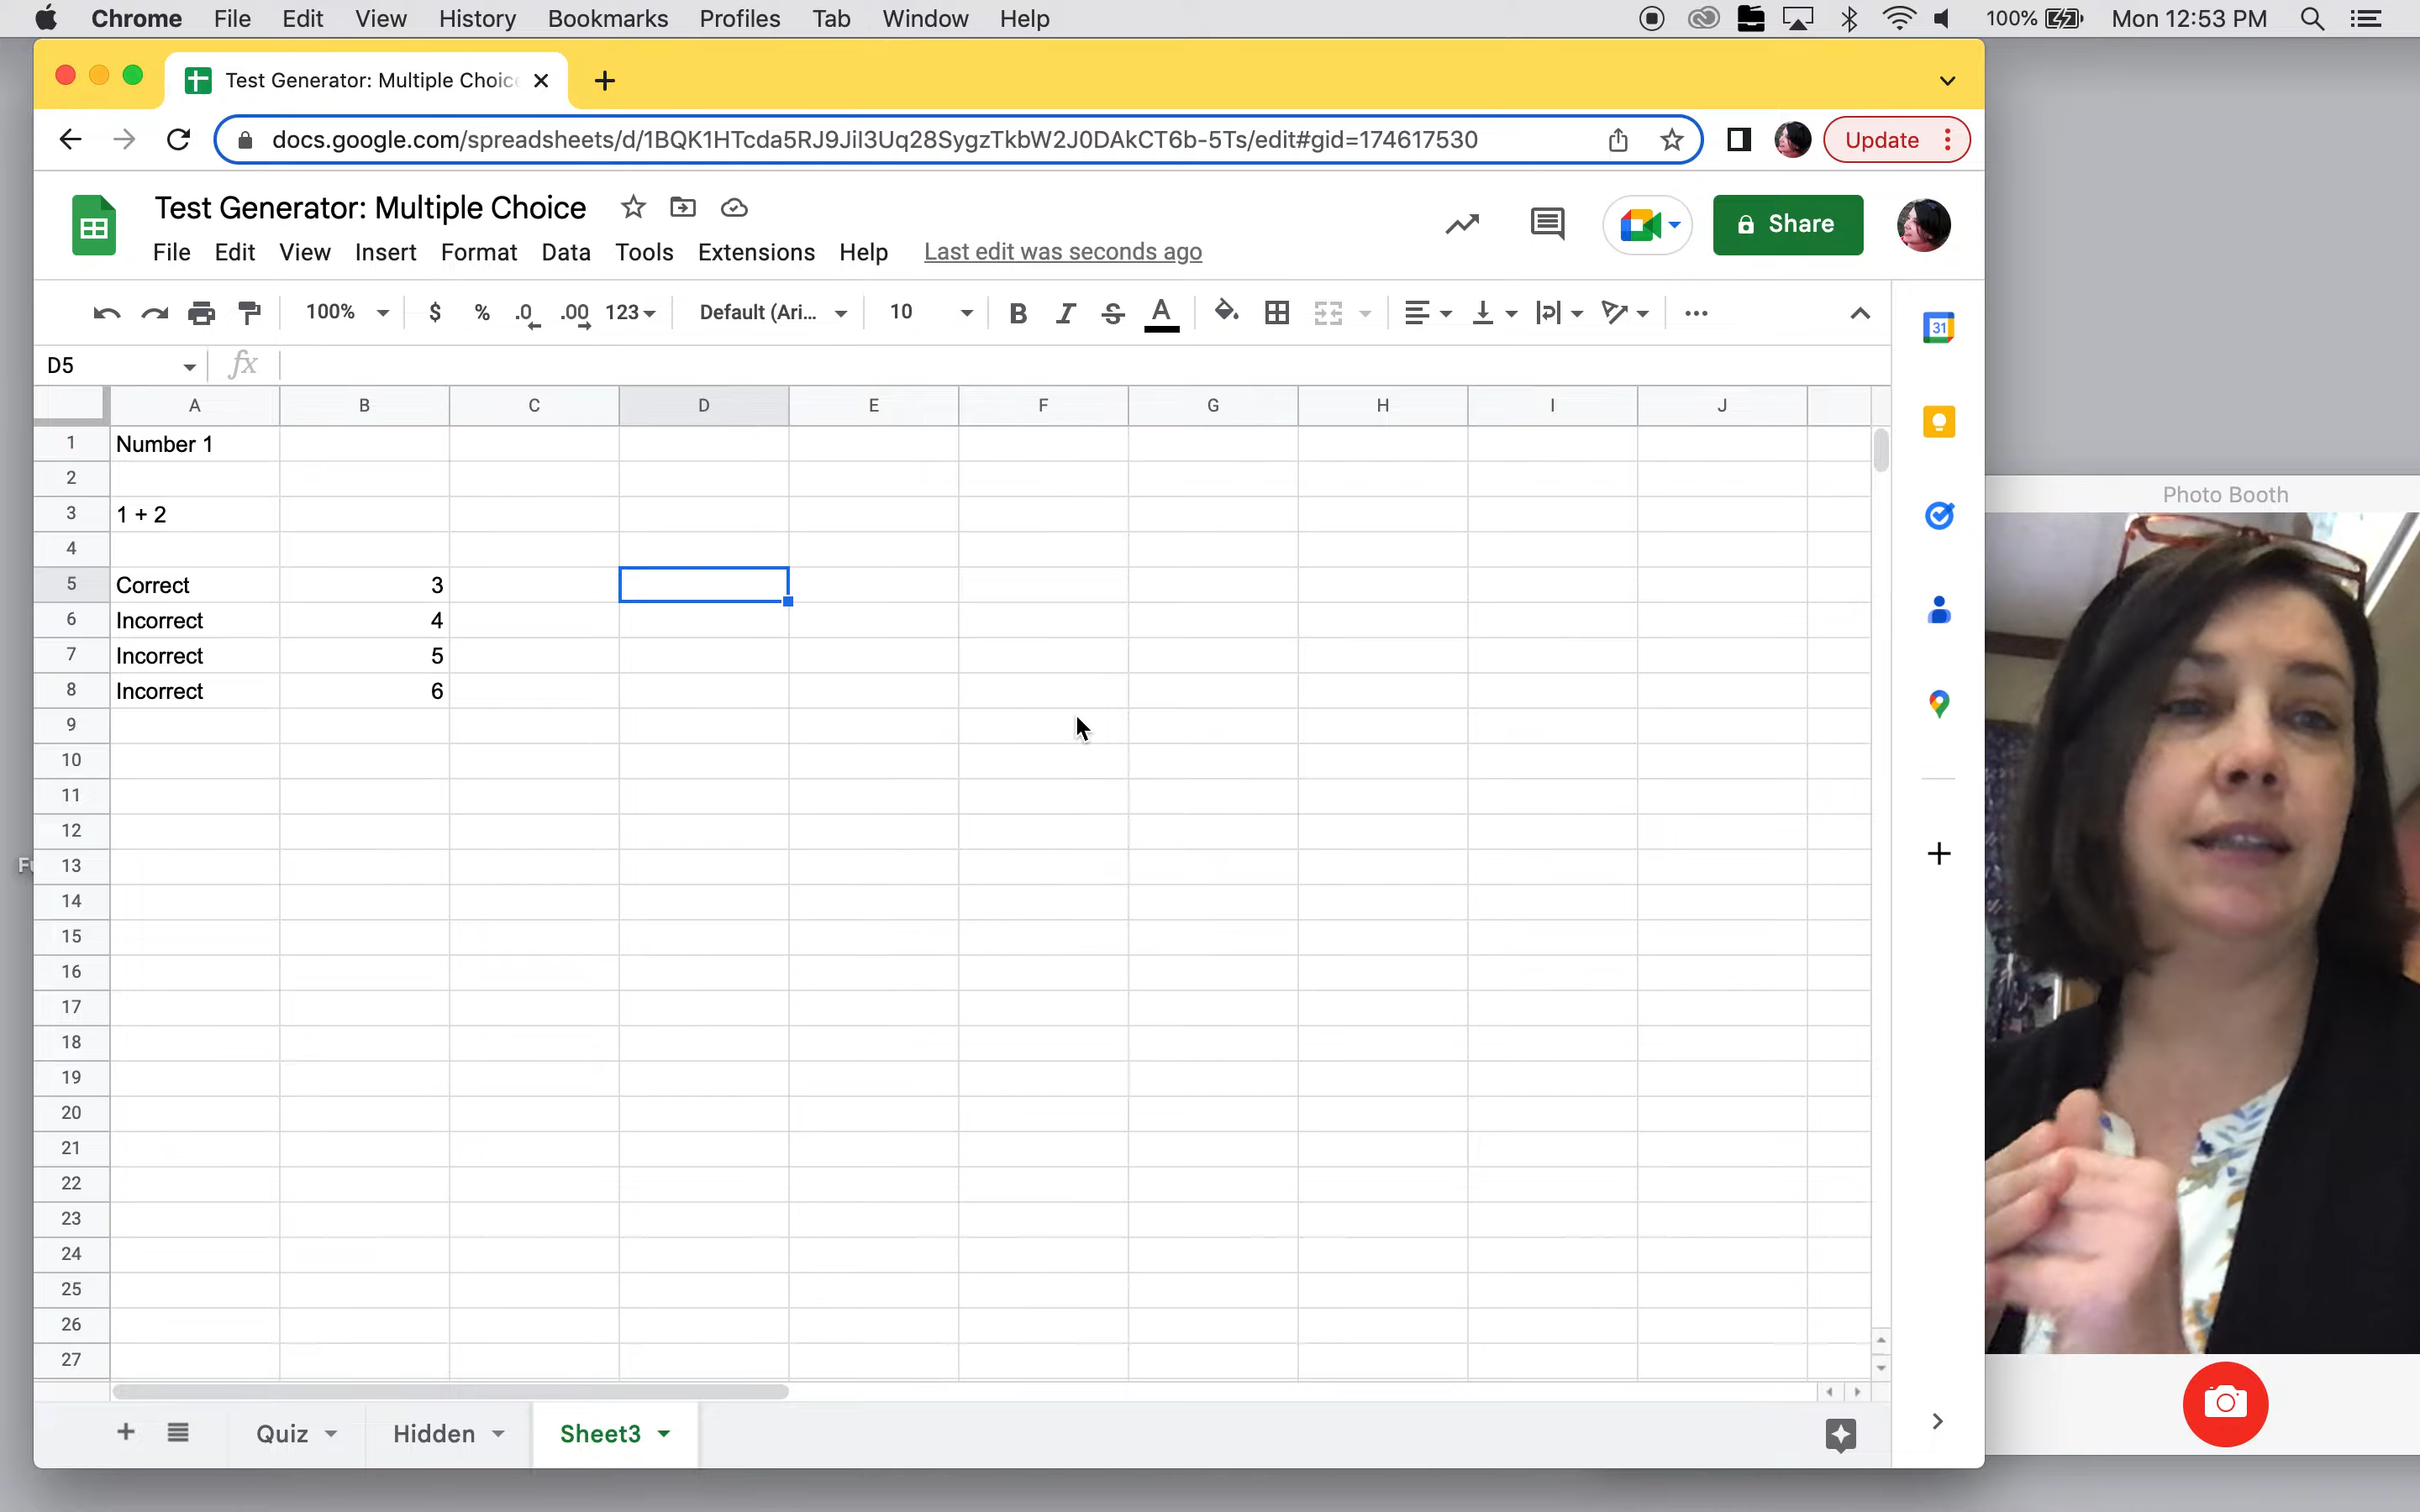 Chrome File Edit View History Bookmarks Profiles Tab Window Help 100% Mon 12:53 PM
Test Generator: Multiple Choice
docs.google.com/spreadsheets/d/1BQK1HTcda5RJ9JiI3Uq28SygzTkbW2J0DAkCT6b-5Ts/edit#gid=174617530 Update
Test Generator: Multiple Choice
Share
File Edit View Insert Format Data Tools Extensions Help Last edit was seconds ago
100% $ % .0 .00 123 Default (Ari... 10 B I S A
31
D5 fx
A B C D E F G H I J
1 Number 1
2
Photo Booth
3 1 + 2
4
5 Correct 3
6 Incorrect 4
7 Incorrect 5
8 Incorrect 6
9
10
11
12
13
14
15
16
17
18
19
20
21
22
23
24
25
26
27
Quiz Hidden Sheet3